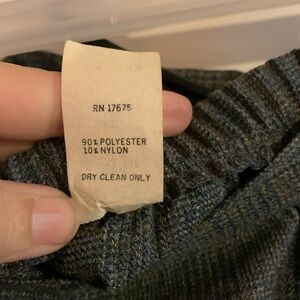 RN 17675
90% POLYESTER
10% NYLON
DRY CLEAN ONLY